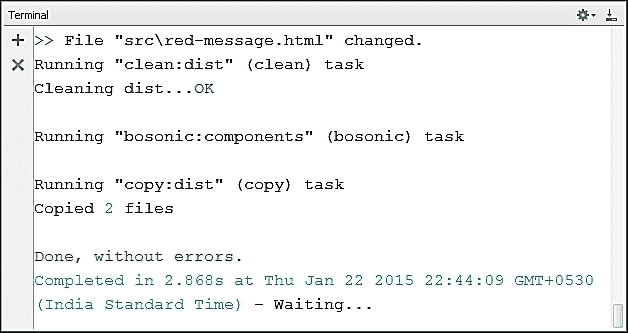 Terminal
>> File "src\red-message.html" changed.
Running "clean:dist" (clean) task
Cleaning dist...OK
Running "bosonic:components" (bosonic) task
Running "copy:dist" (copy) task
Copied 2 files
Done, without errors.
Completed in 2.868s at Thu Jan 22 2015 22:44:09 GMT+0530
(India Standard Time) - Waiting...